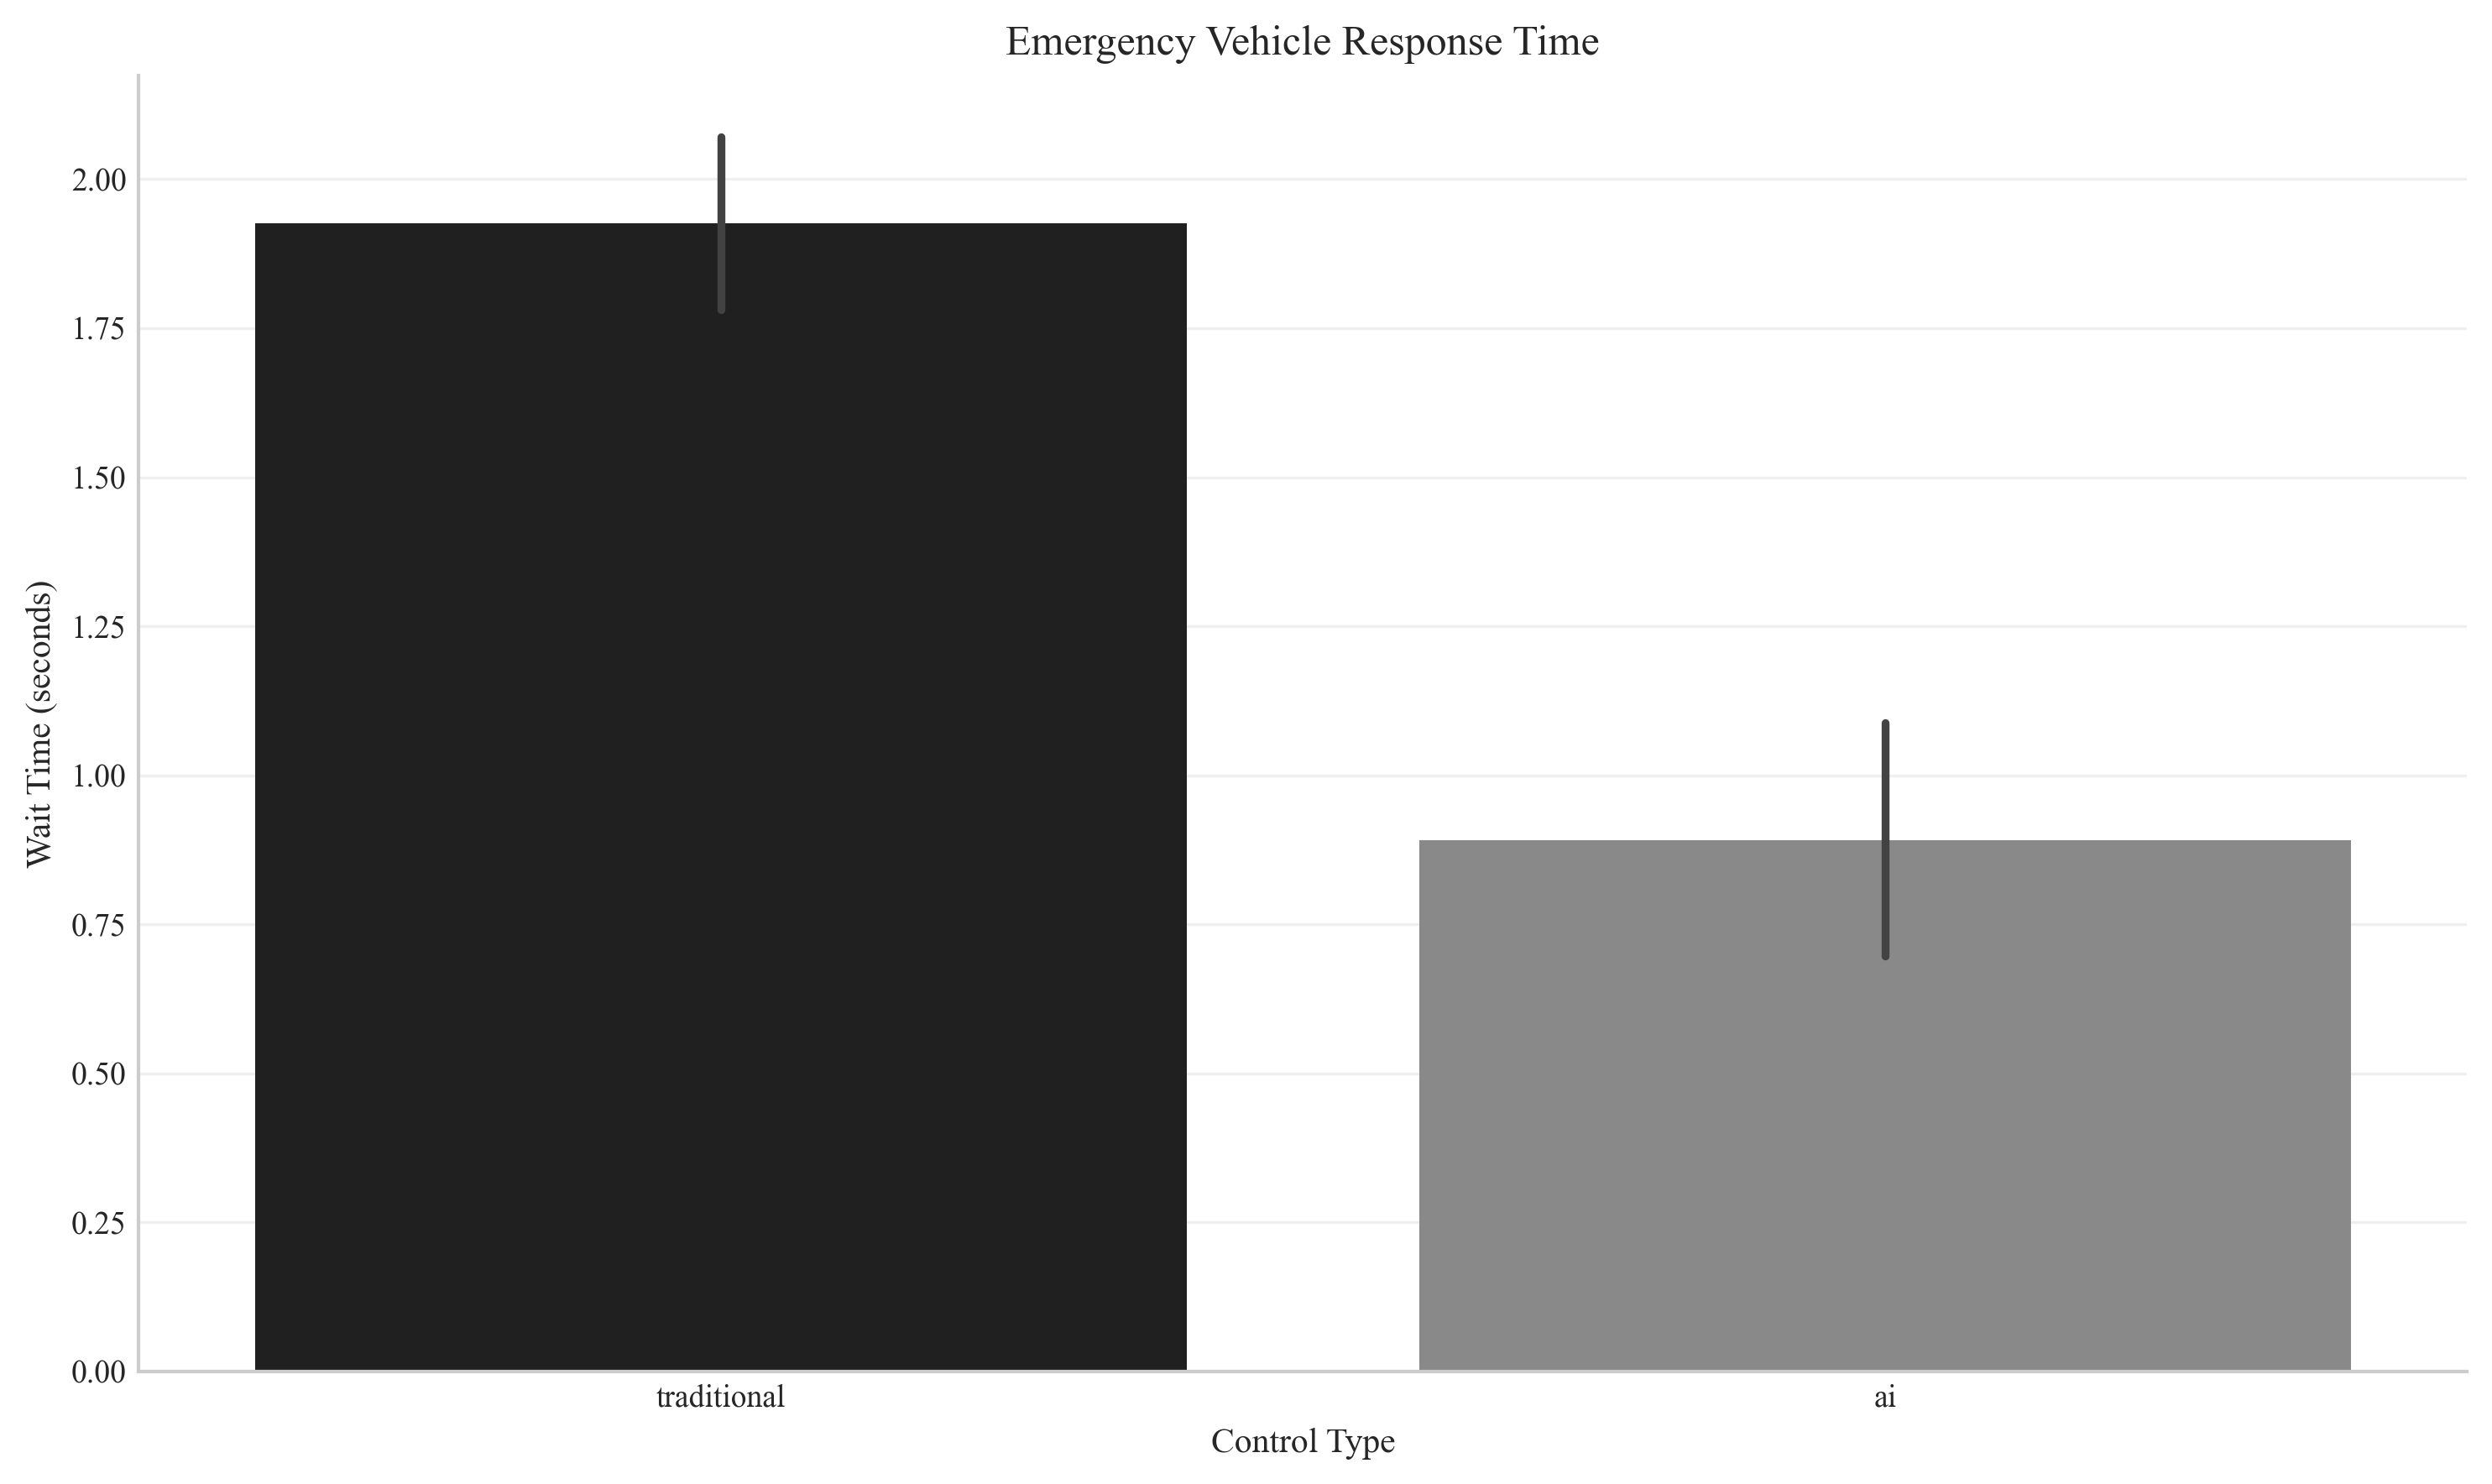 Emergency Vehicle Response Time
Wait Time (seconds)
2.00
1.75
1.50
1.25
1.00
0.75
0.50
0.25
0.00
traditional
ai
Control Type